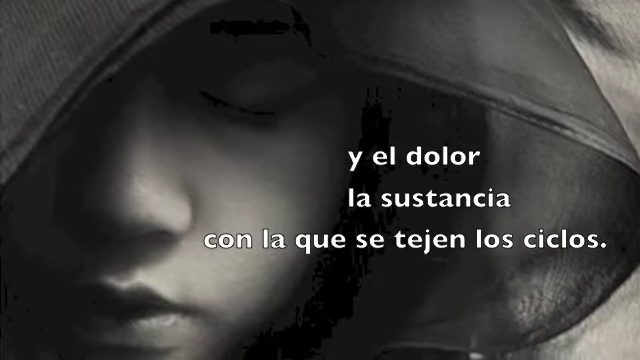 y el dolor
la sustancia
con la que se tejen los ciclos.